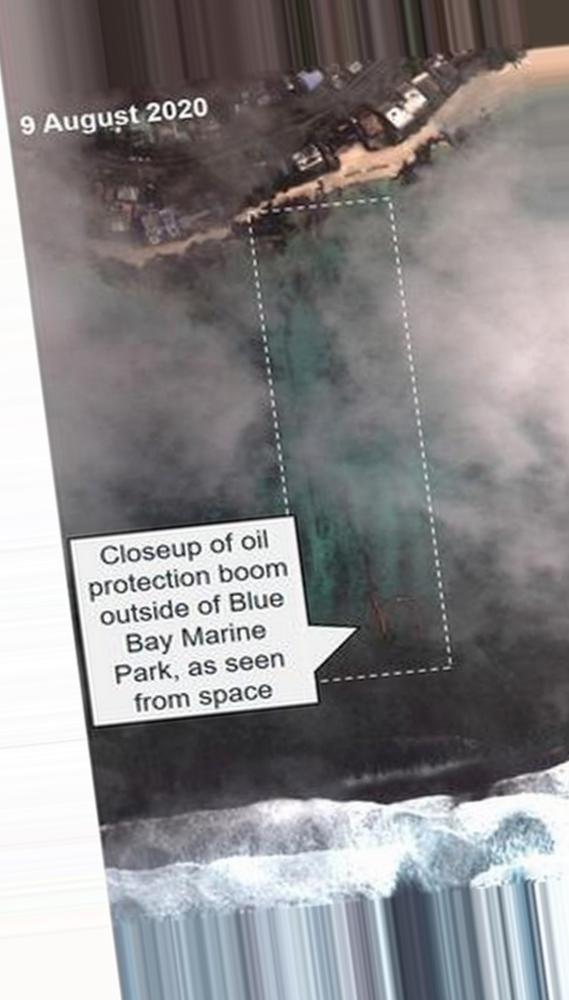 9 August 2020
Closeup of oil
protection boom
outside of Blue
Bay Marine
Park, as seen
from space